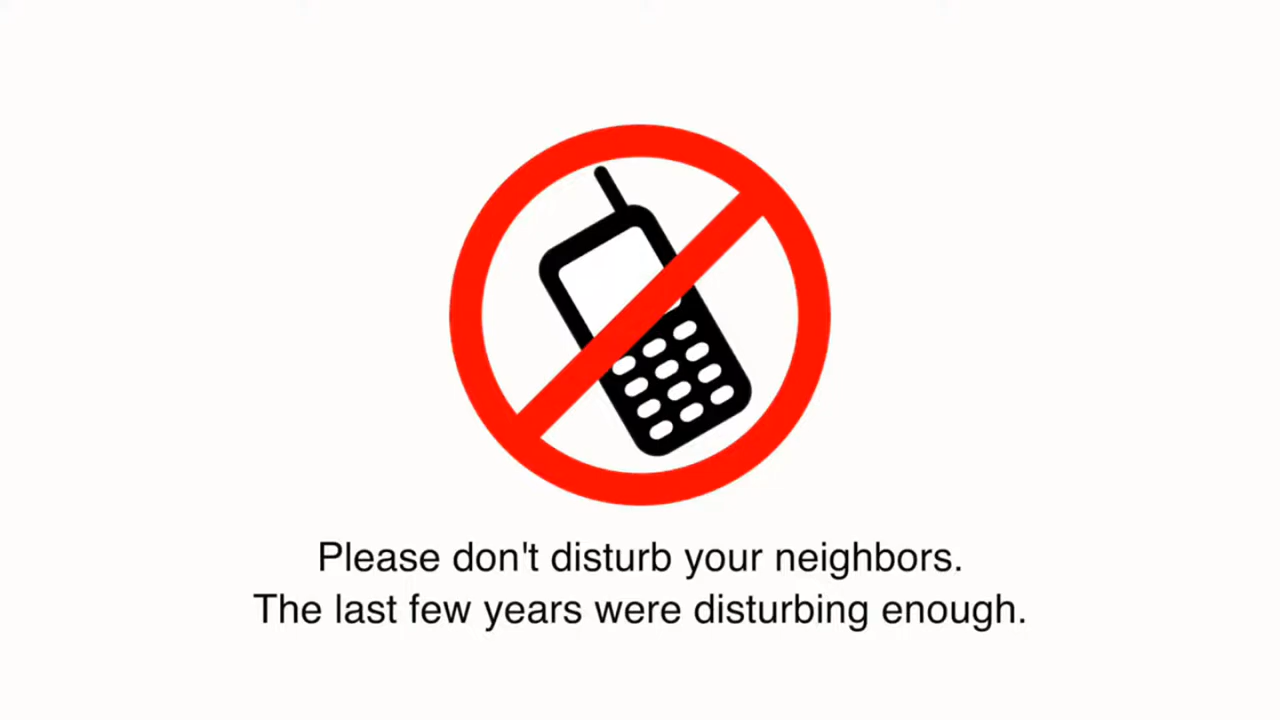 Please don't disturb your neighbors.
The last few years were disturbing enough.